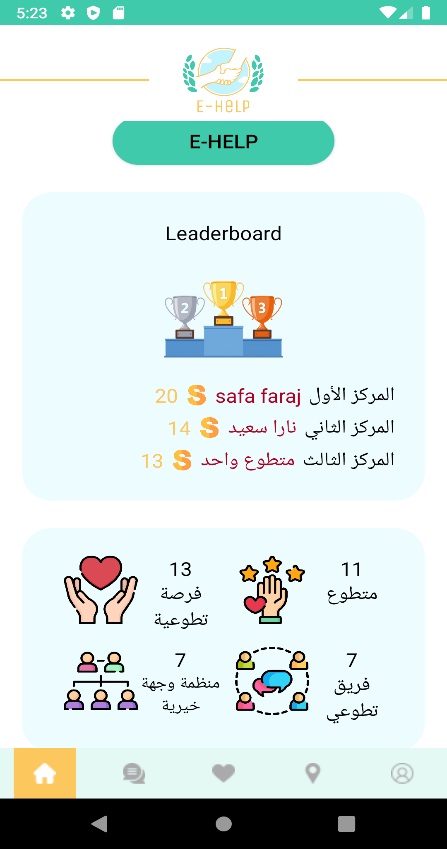 5:23
E-HELP
E-HELP
Leaderboard
2 1 3
المركز الأول safa faraj S 20
المركز الثاني نارا سعيد S 14
المركز الثالث متطوع واحد S 13
11
متطوع
13
فرصة
تطوعية
7
فريق
تطوعي
7
منظمة وجهة
خيرية